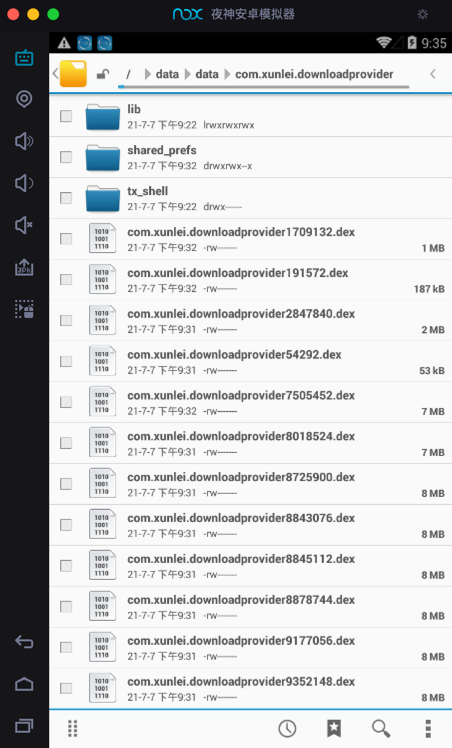 nox 夜神安卓模拟器
9:35
/ data data com.xunlei.downloadprovider
lib
21-7-7 下午9:22 lrwxrwxrwx
shared_prefs
21-7-7 下午9:32 drwxrwx--x
tx_shell
21-7-7 下午9:22 drwx------
com.xunlei.downloadprovider1709132.dex
21-7-7 下午9:32 -rw------- 1 MB
com.xunlei.downloadprovider191572.dex
21-7-7 下午9:32 -rw------- 187 kB
com.xunlei.downloadprovider2847840.dex
21-7-7 下午9:31 -rw------- 2 MB
com.xunlei.downloadprovider54292.dex
21-7-7 下午9:31 -rw------- 53 kB
com.xunlei.downloadprovider7505452.dex
21-7-7 下午9:32 -rw------- 7 MB
com.xunlei.downloadprovider8018524.dex
21-7-7 下午9:31 -rw------- 7 MB
com.xunlei.downloadprovider8725900.dex
21-7-7 下午9:31 -rw------- 8 MB
com.xunlei.downloadprovider8843076.dex
21-7-7 下午9:31 -rw------- 8 MB
com.xunlei.downloadprovider8845112.dex
21-7-7 下午9:31 -rw------- 8 MB
com.xunlei.downloadprovider8878744.dex
21-7-7 下午9:31 -rw------- 8 MB
com.xunlei.downloadprovider9177056.dex
21-7-7 下午9:31 -rw------- 8 MB
com.xunlei.downloadprovider9352148.dex
21-7-7 下午9:31 -rw------- 8 MB